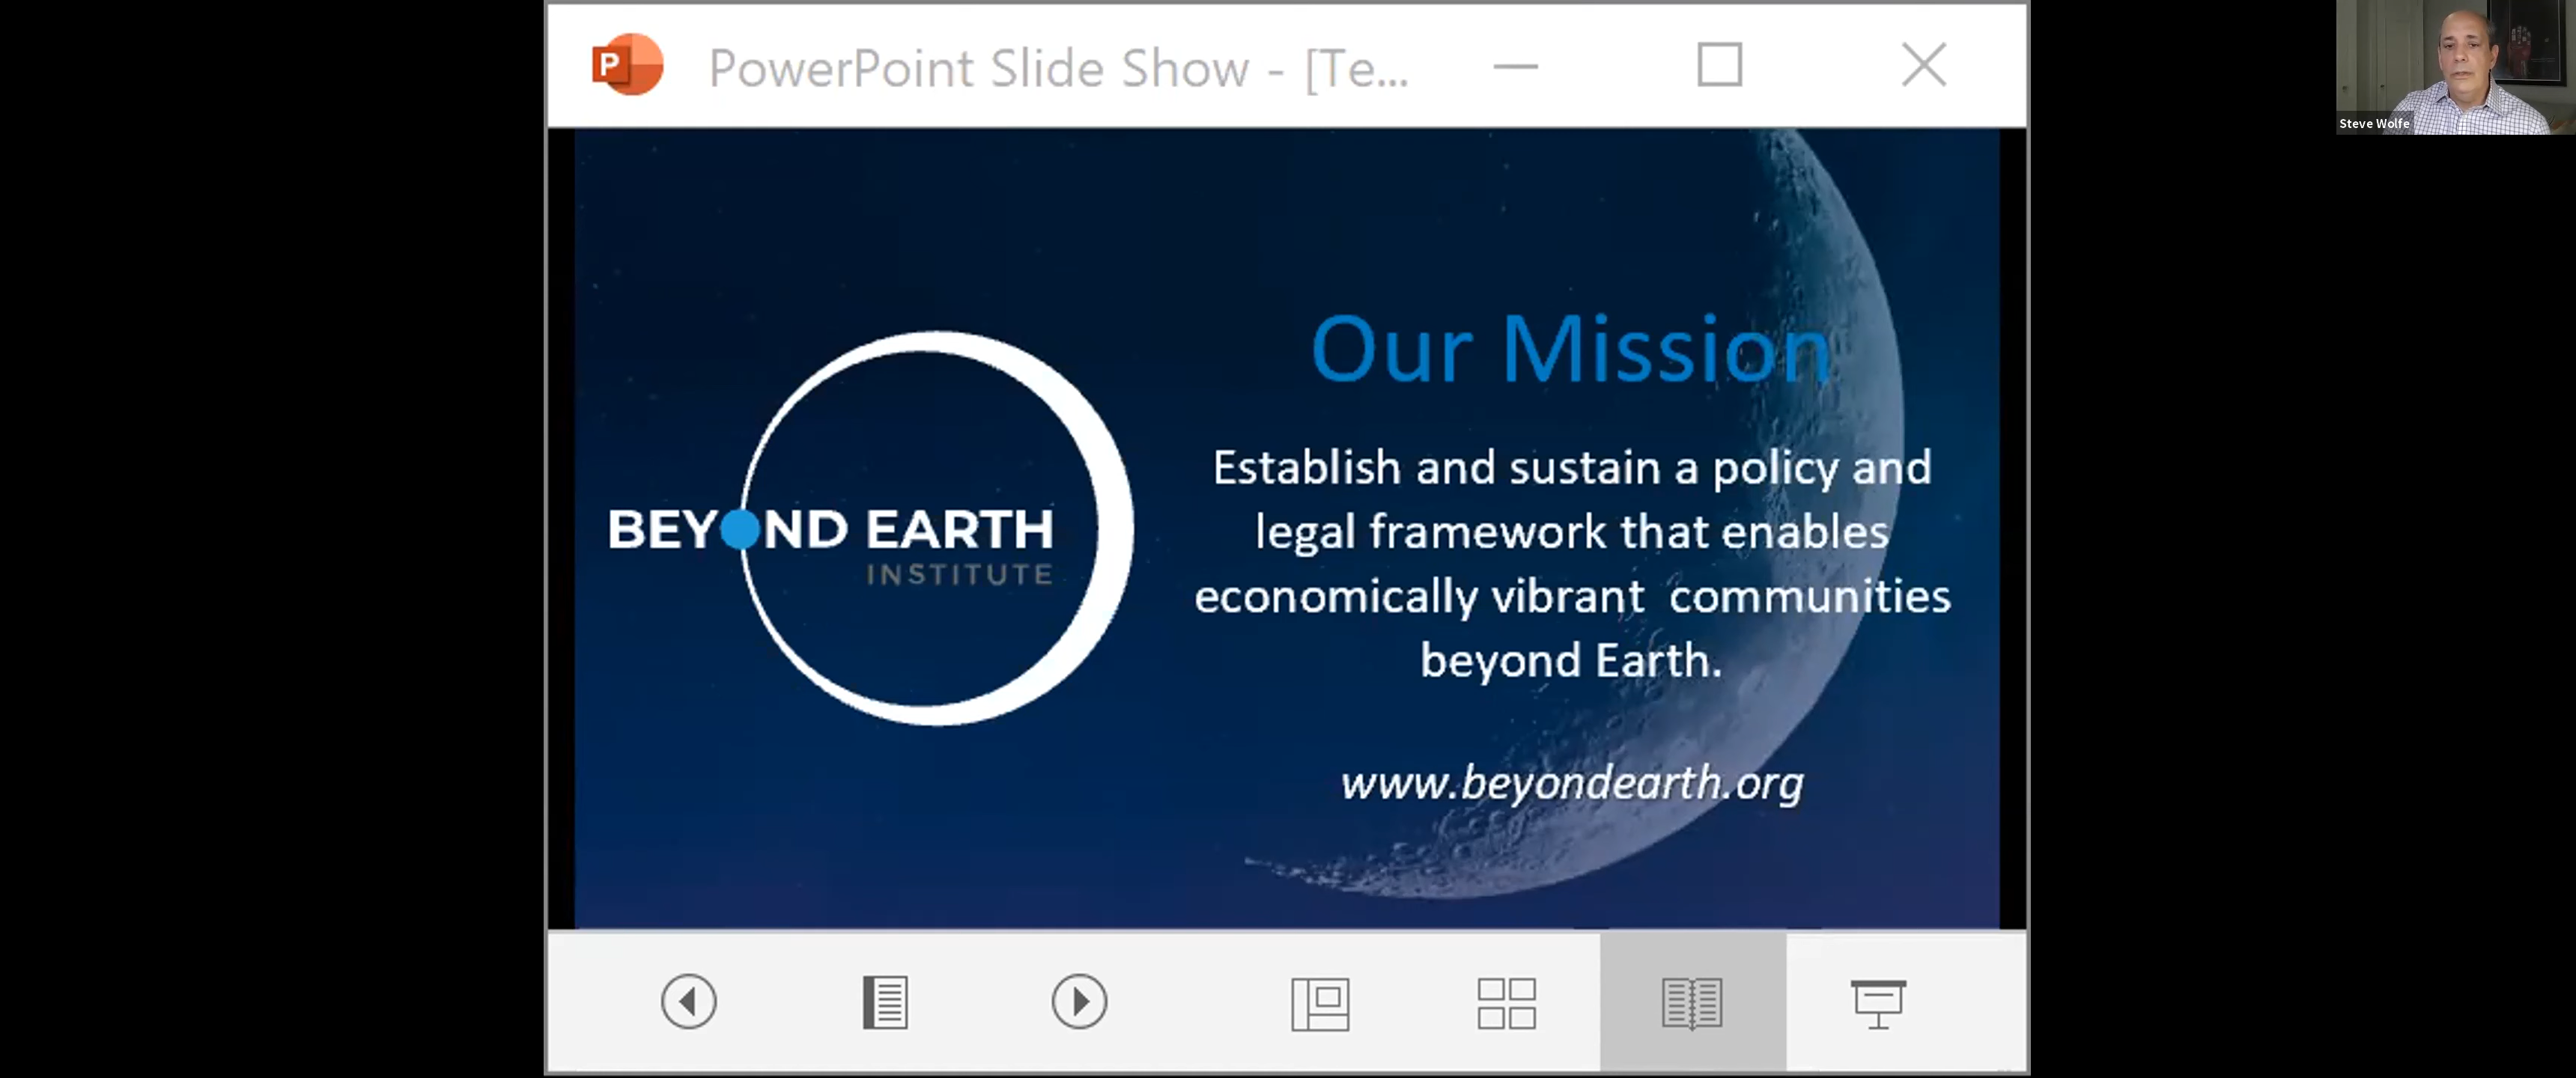 P PowerPoint Slide Show - [Te...
Steve Wolfe
Our Mission
BEYOND EARTH
INSTITUTE
Establish and sustain a policy and
legal framework that enables
economically vibrant communities
beyond Earth.
www.beyondearth.org